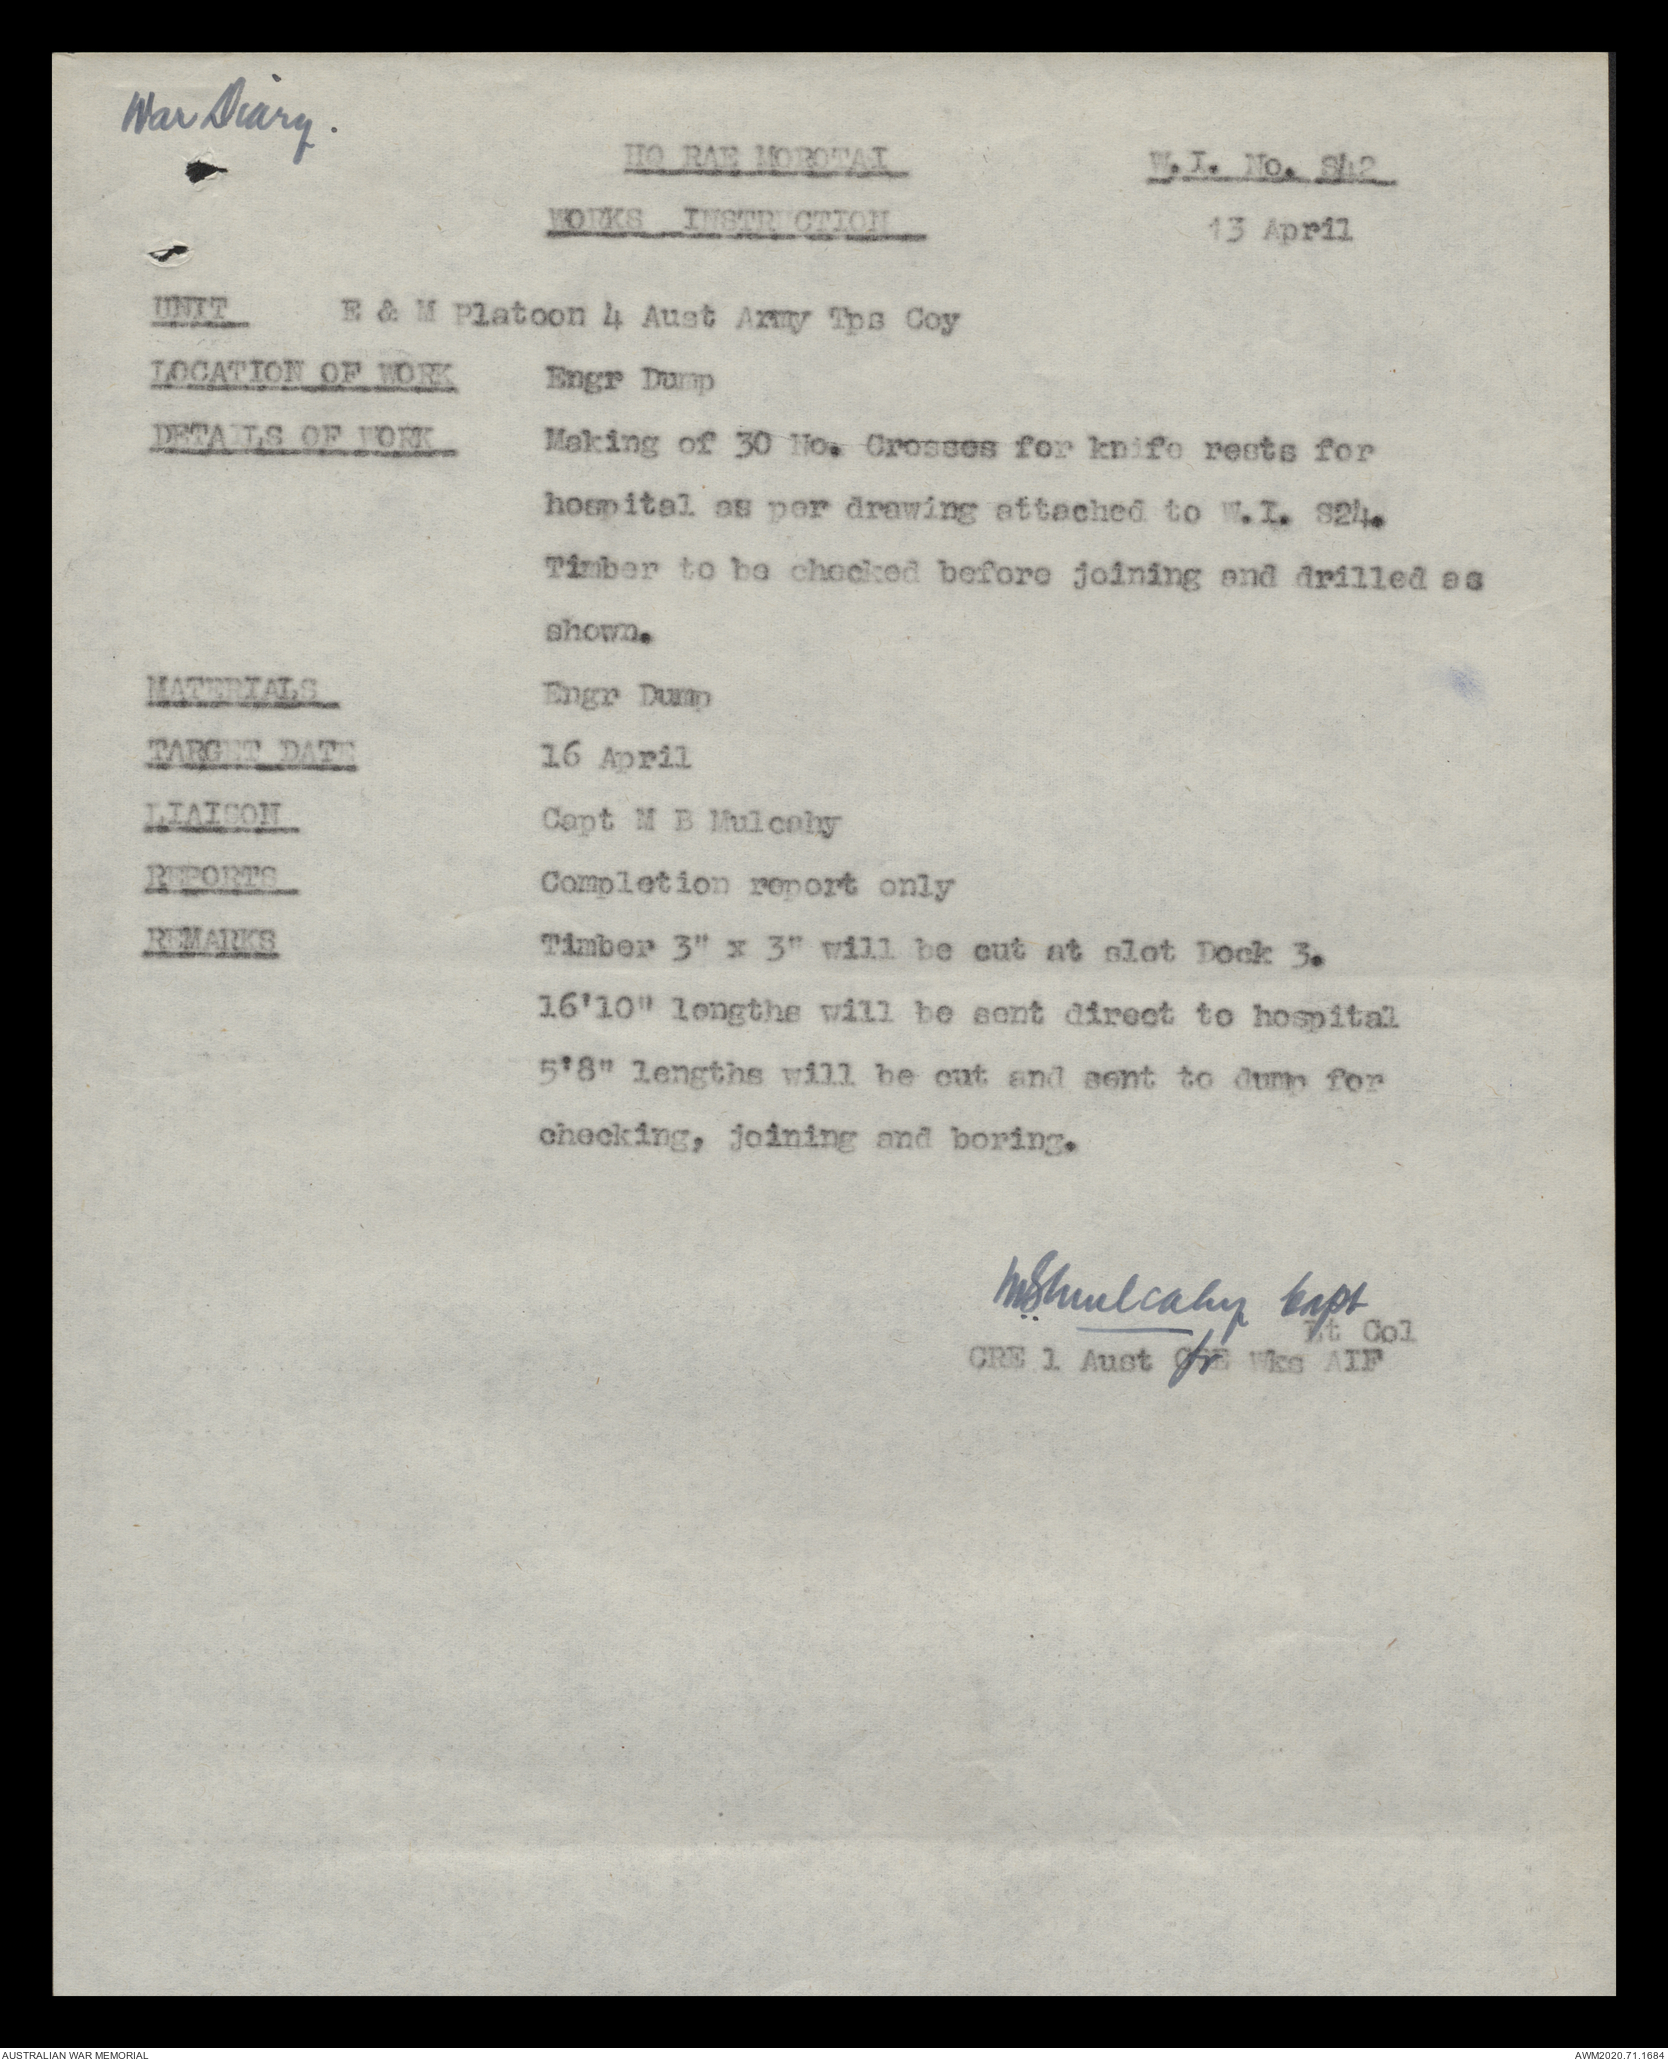 War Diary.
HQ RAE MOROTAI
W.I. No. S42
WORKS INSTRUCTION
13 April
UNIT E & M Platoon 4 Aust Army Tps Coy
LOCATION OF WORK Engr Dump
DETAILS OF WORK Making of 30 No. Crosses for knife rests for
hospital as per drawing attached to W.I. S24.
Timber to be checked before joining and drilled as
shown.
MATERIALS Engr Dump
TARGET DATE 16 April
LIAISON Capt M B Mulcahy
REPORTS Completion report only
REMARKS Timber 3" x 3" will be cut at slot Dock 3.
16'10" lengths will be sent direct to hospital
5'8" lengths will be cut and sent to dump for
checking, joining and boring.
MBMulcahy Capt
Lt Col
fr
CRE 1 Aust CRE Wks AIF
AUSTRALIAN WAR MEMORIAL
AWM2020.71.1684